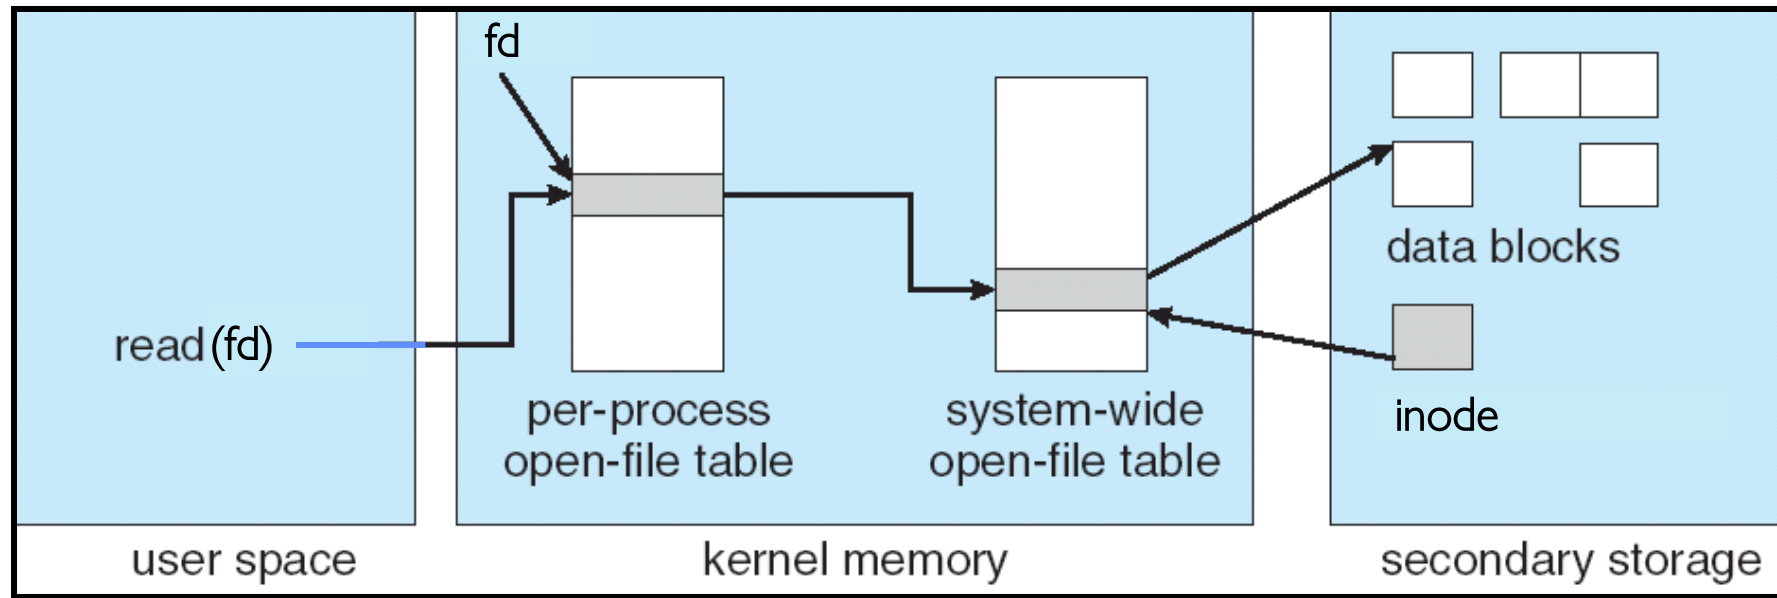 fd
read(fd)
data blocks
inode
per-process
open-file table
system-wide
open-file table
user space
kernel memory
secondary storage